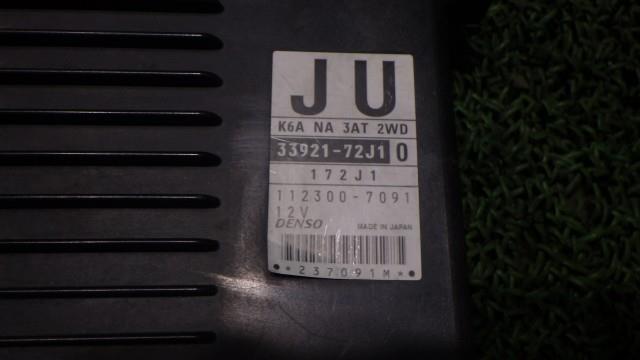 JU
K6A NA 3AT 2WD
33921-72J1 0
172J1
112300-7091
12V
DENSO MADE IN JAPAN
*237091M*